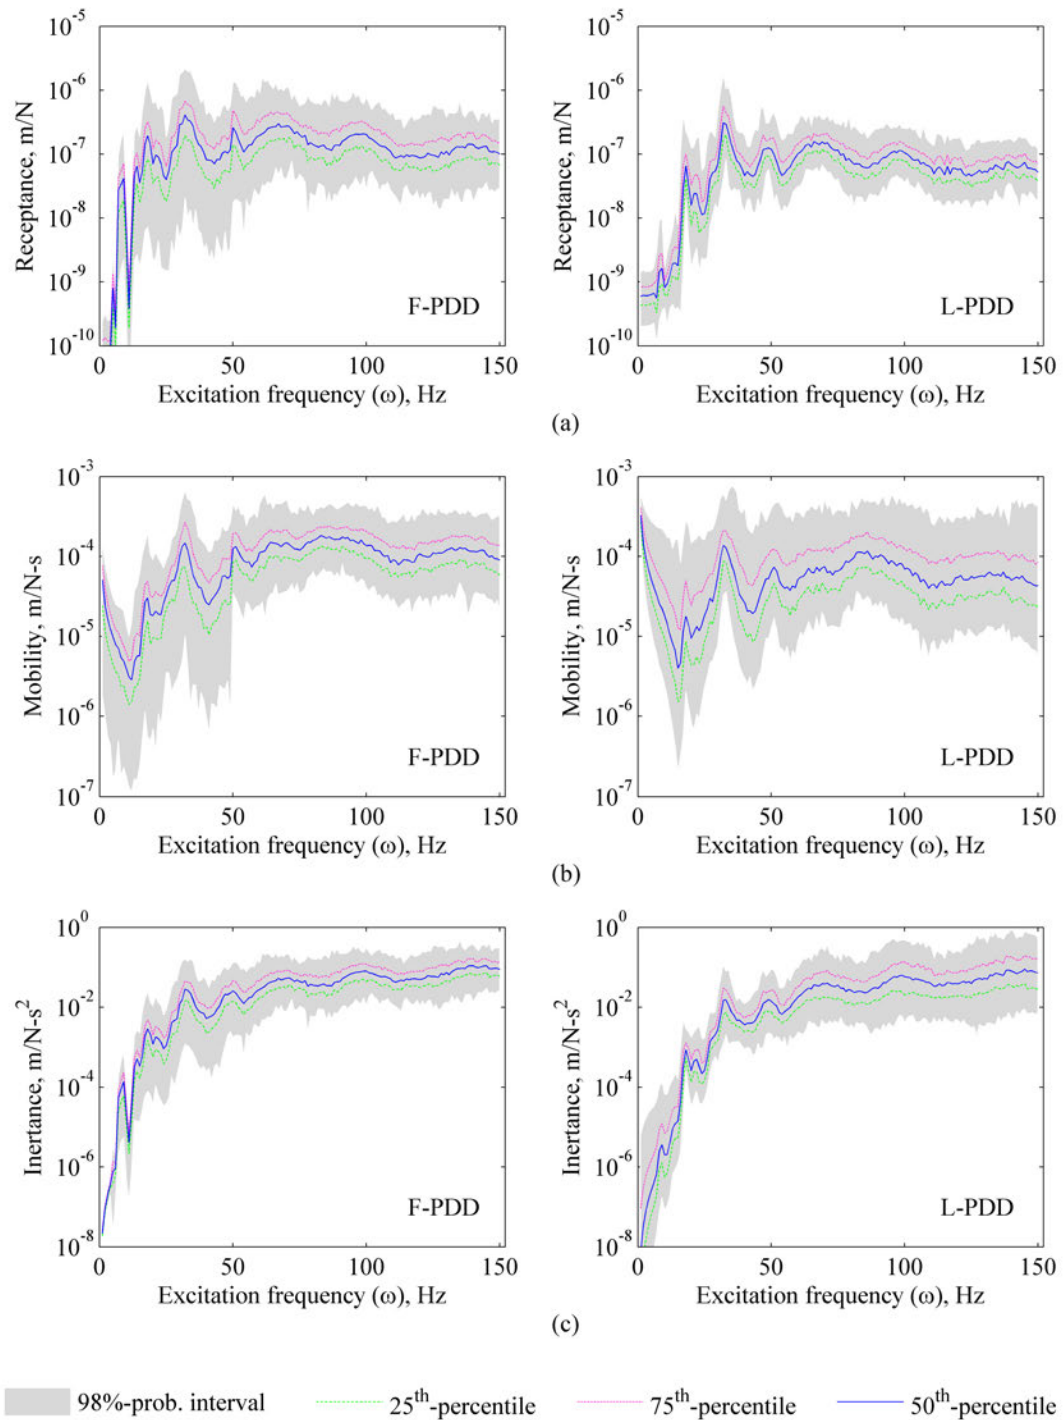 10^-5
10^-6
10^-7
10^-8
10^-9
10^-10
Receptance, m/N
F-PDD
0 50 100 150
Excitation frequency (ω), Hz
10^-5
10^-6
10^-7
10^-8
10^-9
10^-10
Receptance, m/N
L-PDD
0 50 100 150
Excitation frequency (ω), Hz
(a)
10^-3
10^-4
10^-5
10^-6
10^-7
Mobility, m/N-s
F-PDD
0 50 100 150
Excitation frequency (ω), Hz
10^-3
10^-4
10^-5
10^-6
10^-7
Mobility, m/N-s
L-PDD
0 50 100 150
Excitation frequency (ω), Hz
(b)
10^0
10^-2
10^-4
10^-6
10^-8
Inertance, m/N-s^2
F-PDD
0 50 100 150
Excitation frequency (ω), Hz
10^0
10^-2
10^-4
10^-6
10^-8
Inertance, m/N-s^2
L-PDD
0 50 100 150
Excitation frequency (ω), Hz
(c)
98%-prob. interval 25^th-percentile 75^th-percentile 50^th-percentile